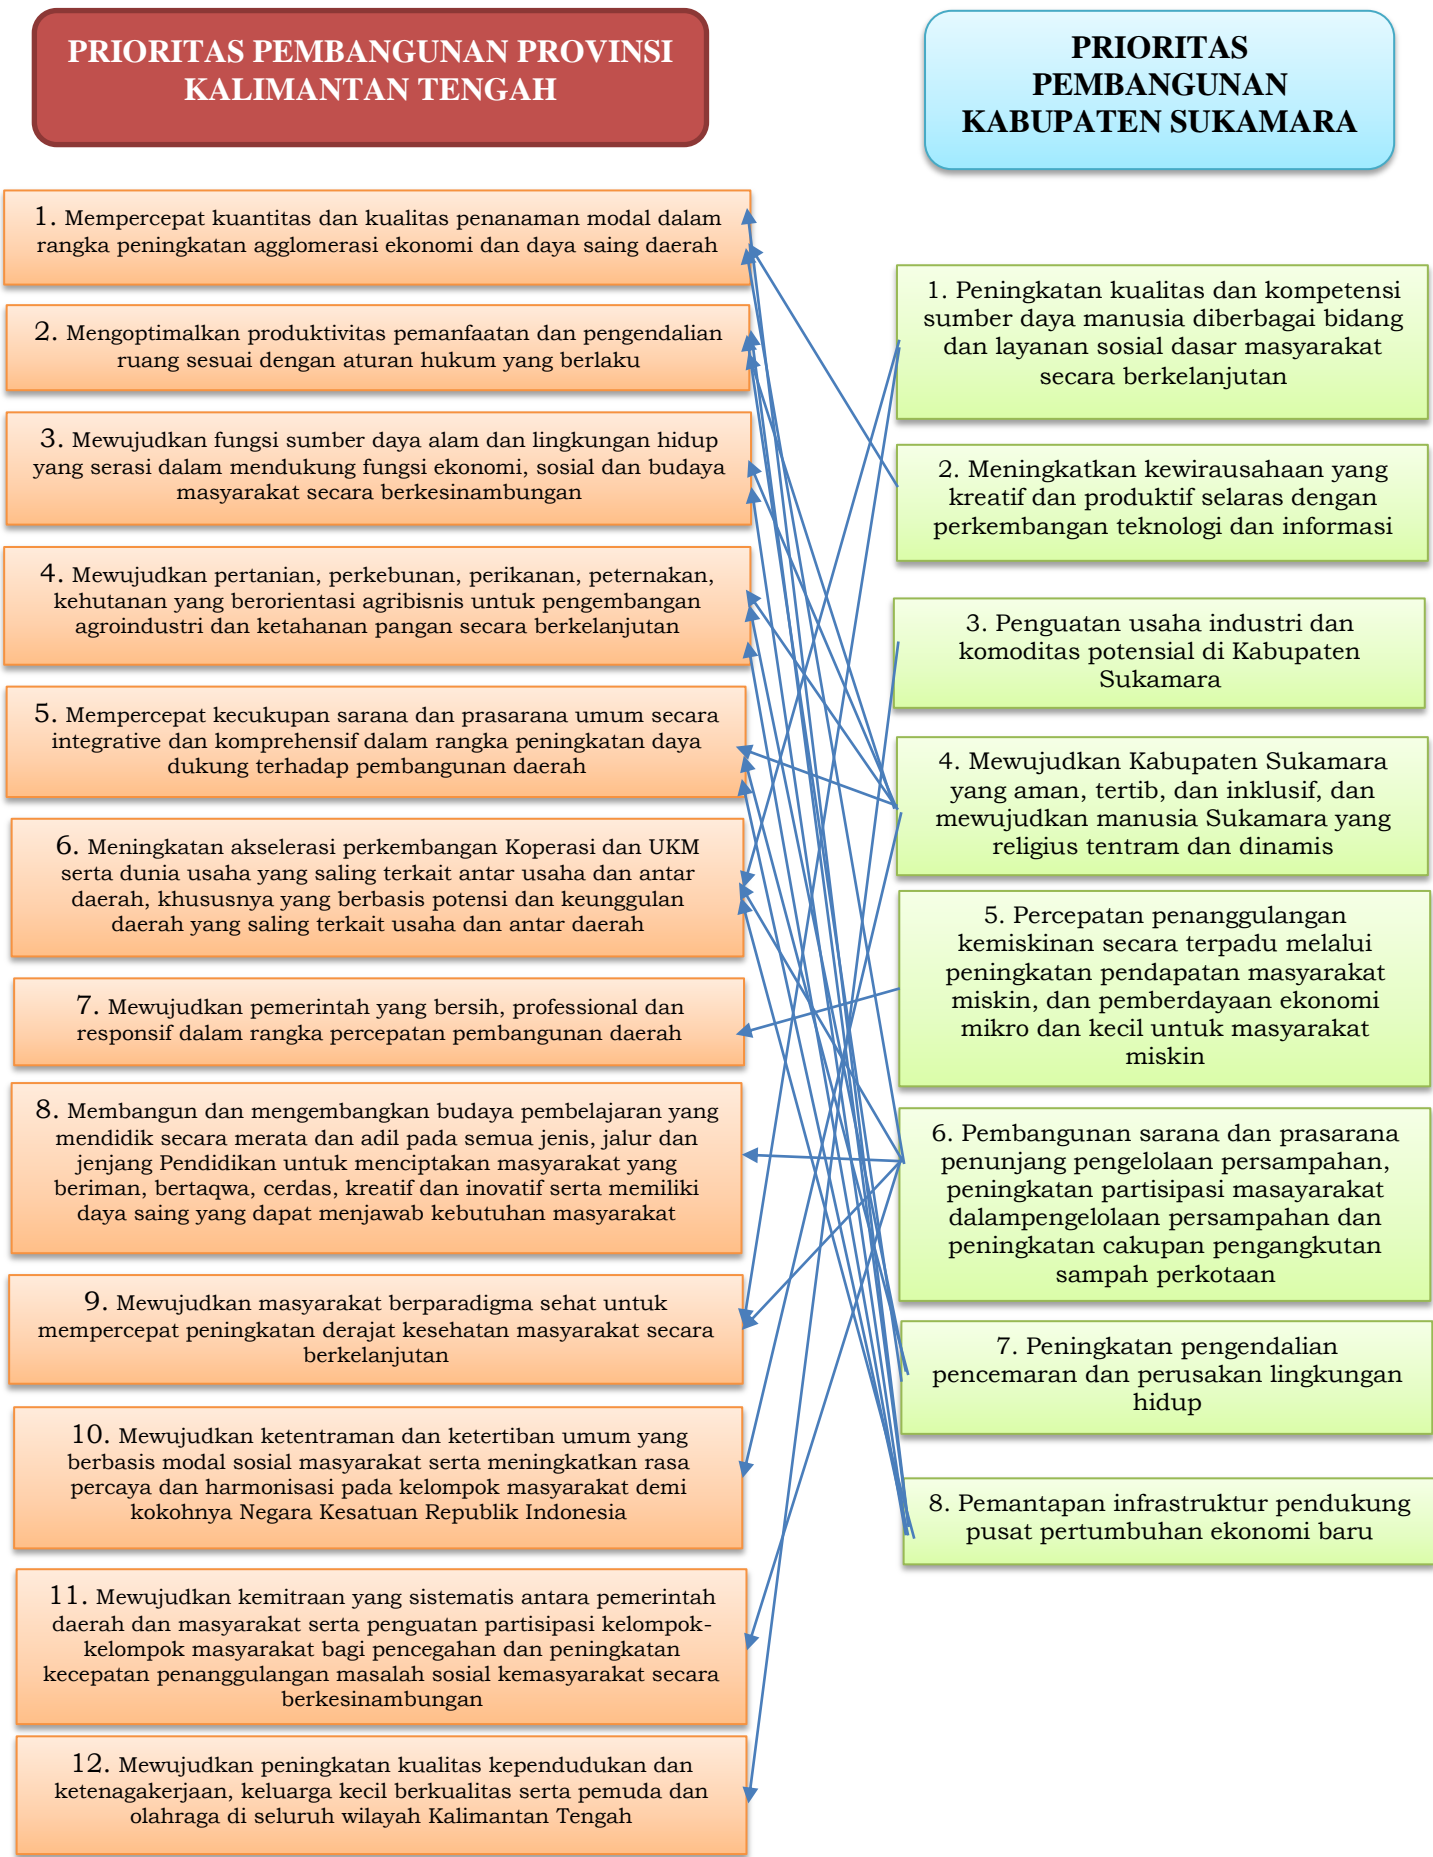 PRIORITAS PEMBANGUNAN PROVINSI
KALIMANTAN TENGAH
1. Mempercepat kuantitas dan kualitas penanaman modal dalam
rangka peningkatan agglomerasi ekonomi dan daya saing daerah
2. Mengoptimalkan produktivitas pemanfaatan dan pengendalian
ruang sesuai dengan aturan hukum yang berlaku
3. Mewujudkan fungsi sumber daya alam dan lingkungan hidup
yang serasi dalam mendukung fungsi ekonomi, sosial dan budaya
masyarakat secara berkesinambungan
4. Mewujudkan pertanian, perkebunan, perikanan, peternakan,
kehutanan yang berorientasi agribisnis untuk pengembangan
agroindustri dan ketahanan pangan secara berkelanjutan
5. Mempercepat kecukupan sarana dan prasarana umum secara
integrative dan komprehensif dalam rangka peningkatan daya
dukung terhadap pembangunan daerah
6. Meningkatan akselerasi perkembangan Koperasi dan UKM
serta dunia usaha yang saling terkait antar usaha dan antar
daerah, khususnya yang berbasis potensi dan keunggulan
daerah yang saling terkait usaha dan antar daerah
7. Mewujudkan pemerintah yang bersih, professional dan
responsif dalam rangka percepatan pembangunan daerah
8. Membangun dan mengembangkan budaya pembelajaran yang
mendidik secara merata dan adil pada semua jenis, jalur dan
jenjang Pendidikan untuk menciptakan masyarakat yang
beriman, bertaqwa, cerdas, kreatif dan inovatif serta memiliki
daya saing yang dapat menjawab kebutuhan masyarakat
9. Mewujudkan masyarakat berparadigma sehat untuk
mempercepat peningkatan derajat kesehatan masyarakat secara
berkelanjutan
10. Mewujudkan ketentraman dan ketertiban umum yang
berbasis modal sosial masyarakat serta meningkatkan rasa
percaya dan harmonisasi pada kelompok masyarakat demi
kokohnya Negara Kesatuan Republik Indonesia
11. Mewujudkan kemitraan yang sistematis antara pemerintah
daerah dan masyarakat serta penguatan partisipasi kelompok-
kelompok masyarakat bagi pencegahan dan peningkatan
kecepatan penanggulangan masalah sosial kemasyarakat secara
berkesinambungan
12. Mewujudkan peningkatan kualitas kependudukan dan
ketenagakerjaan, keluarga kecil berkualitas serta pemuda dan
olahraga di seluruh wilayah Kalimantan Tengah
PRIORITAS
PEMBANGUNAN
KABUPATEN SUKAMARA
1. Peningkatan kualitas dan kompetensi
sumber daya manusia diberbagai bidang
dan layanan sosial dasar masyarakat
secara berkelanjutan
2. Meningkatkan kewirausahaan yang
kreatif dan produktif selaras dengan
perkembangan teknologi dan informasi
3. Penguatan usaha industri dan
komoditas potensial di Kabupaten
Sukamara
4. Mewujudkan Kabupaten Sukamara
yang aman, tertib, dan inklusif, dan
mewujudkan manusia Sukamara yang
religius tentram dan dinamis
5. Percepatan penanggulangan
kemiskinan secara terpadu melalui
peningkatan pendapatan masyarakat
miskin, dan pemberdayaan ekonomi
mikro dan kecil untuk masyarakat
miskin
6. Pembangunan sarana dan prasarana
penunjang pengelolaan persampahan,
peningkatan partisipasi masayarakat
dalampengelolaan persampahan dan
peningkatan cakupan pengangkutan
sampah perkotaan
7. Peningkatan pengendalian
pencemaran dan perusakan lingkungan
hidup
8. Pemantapan infrastruktur pendukung
pusat pertumbuhan ekonomi baru